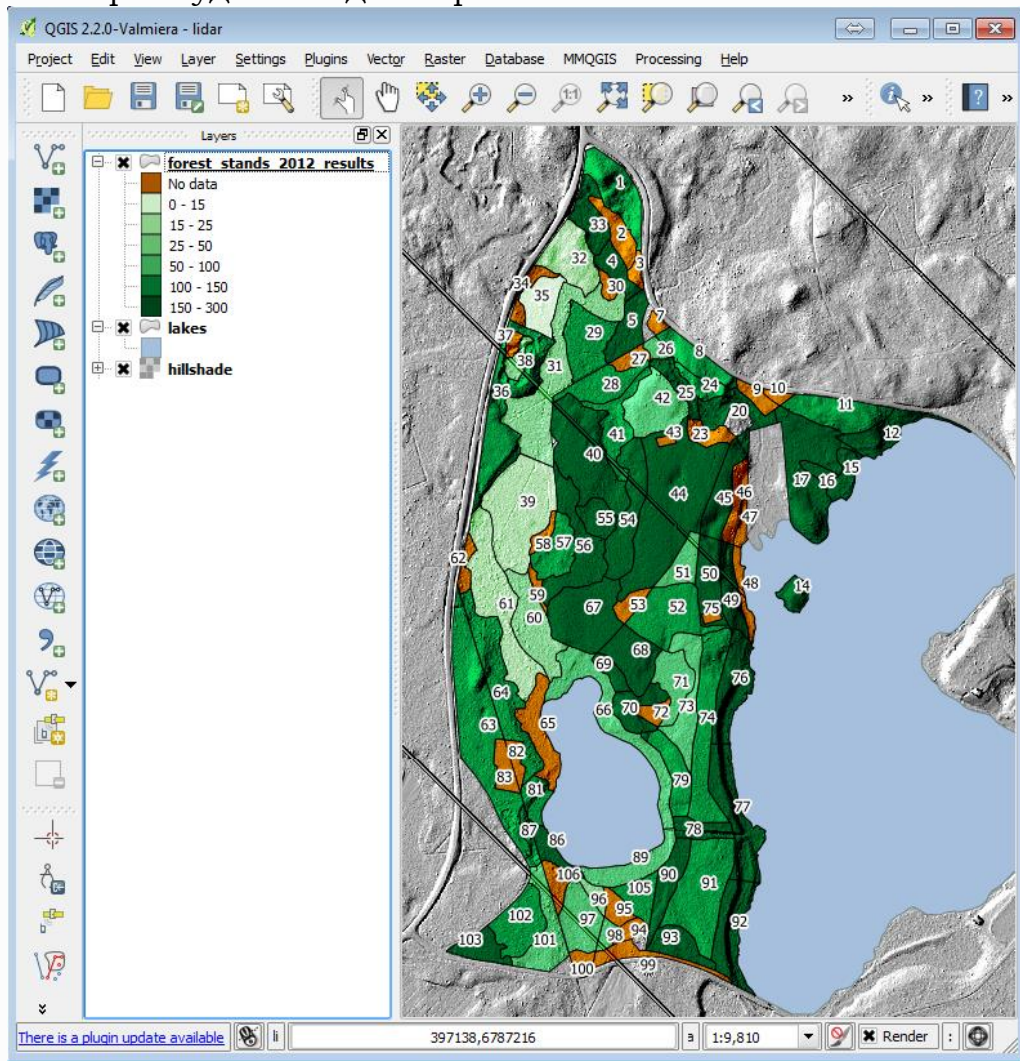 QGIS 2.2.0-Valmiera - lidar
Project Edit View Layer Settings Plugins Vector Raster Database MMQGIS Processing Help
Layers
forest_stands_2012_results
No data
0 - 15
15 - 25
25 - 50
50 - 100
100 - 150
150 - 300
lakes
hillshade
1
33 2
32 4 3
34 35 30
5 7
29
37 26 8
38 31 27
36 28 42 25 24 9 10
20 11
41 43 23 12
40
15
39 44 45 46 17 16
55 54 47
58 57 56
62 51 50 48 14
59
61 60 67 53 52 75 49
68
69
64 71 76
63 65 66 70 72 73 74
82
83 79
81
77
87 86 78
89
106 90
105 91
96
102 97 95
103 101 98 94 93 92
100 99
There is a plugin update available li 397138,6787216 1:9,810 Render :